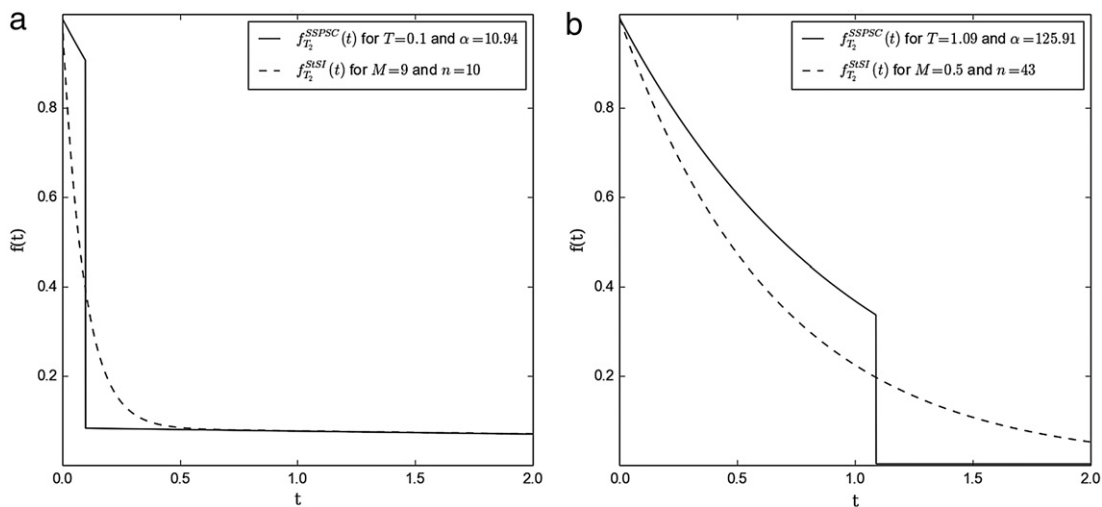 a
f_{T_2}^{SSPSC}(t) for T=0.1 and α=10.94
f_{T_2}^{StSI}(t) for M=9 and n=10
0.8
0.6
0.4
0.2
f(t)
0.0 0.5 1.0 1.5 2.0
t
b
f_{T_2}^{SSPSC}(t) for T=1.09 and α=125.91
f_{T_2}^{StSI}(t) for M=0.5 and n=43
0.8
0.6
0.4
0.2
f(t)
0.0 0.5 1.0 1.5 2.0
t